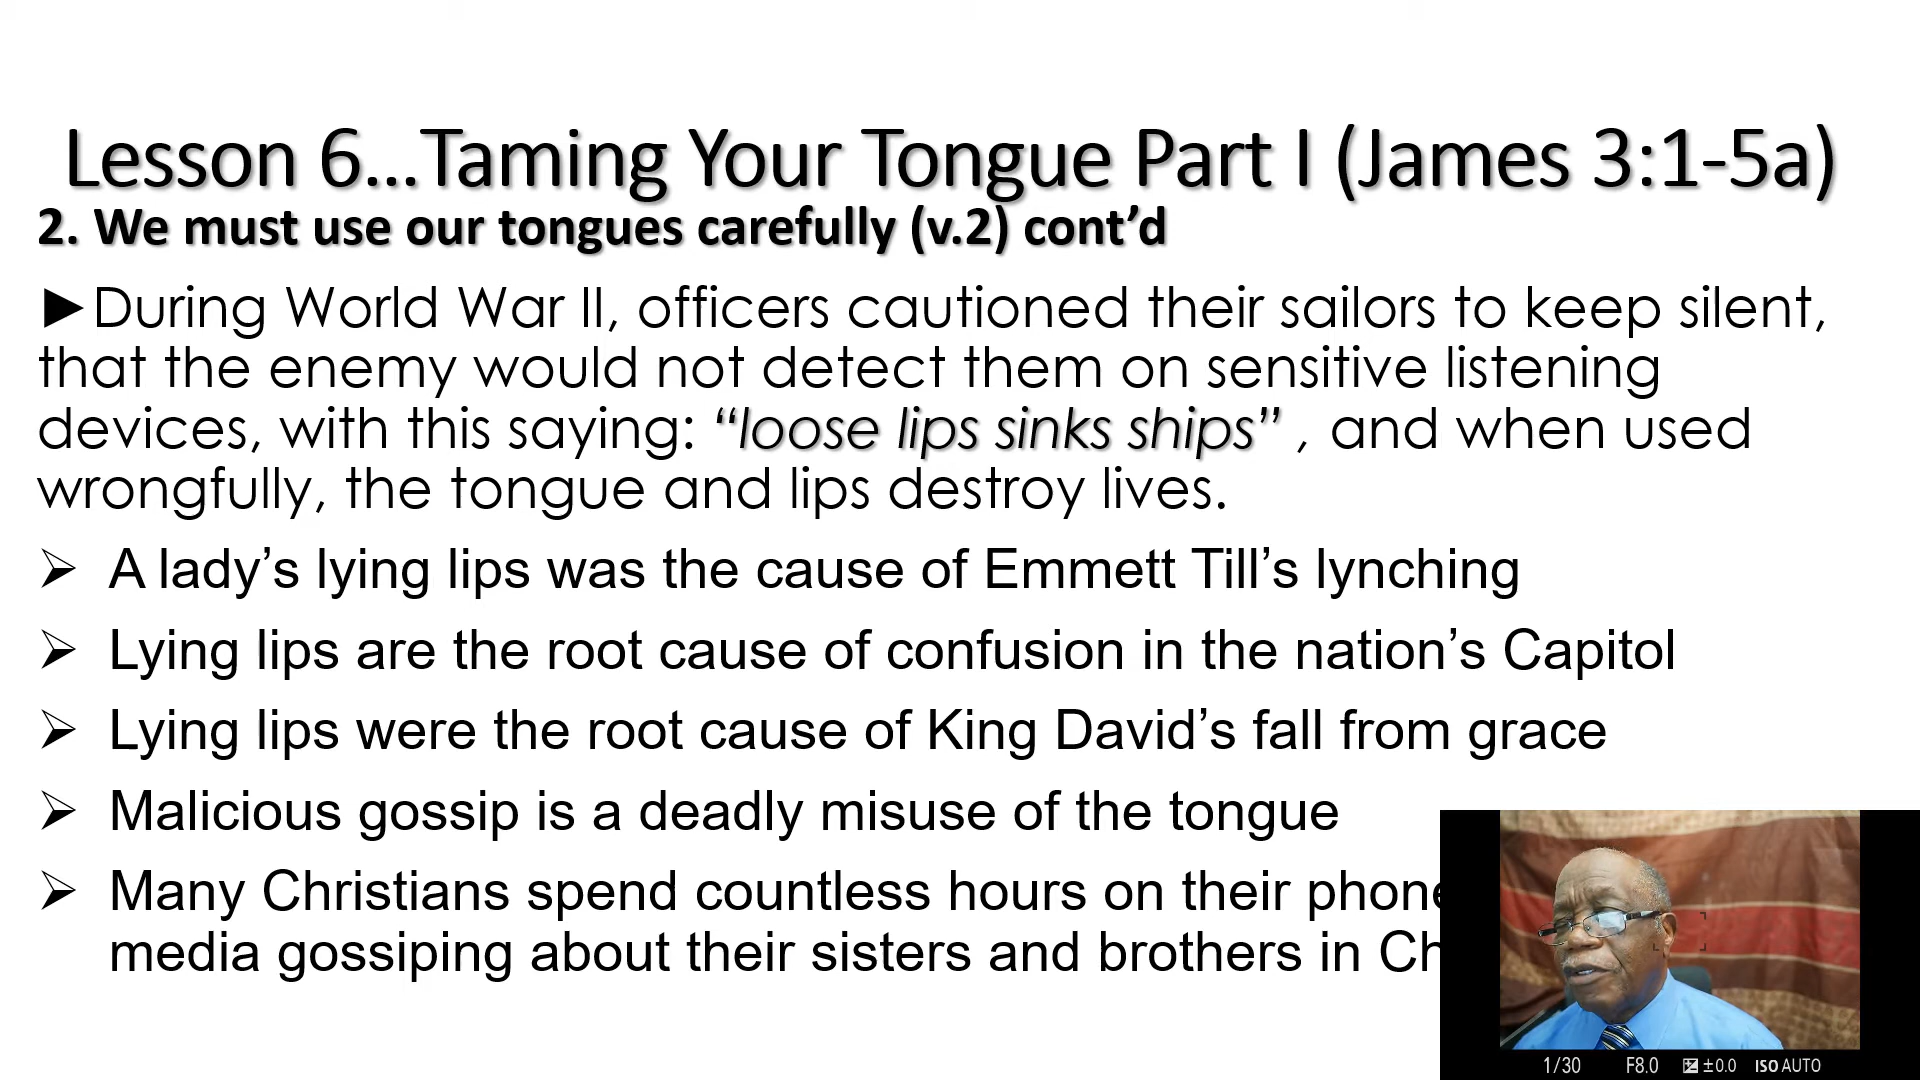 Lesson 6...Taming Your Tongue Part I (James 3:1-5a)
2. We must use our tongues carefully (v.2) cont’d
►During World War II, officers cautioned their sailors to keep silent,
that the enemy would not detect them on sensitive listening
devices, with this saying: “loose lips sinks ships” , and when used
wrongfully, the tongue and lips destroy lives.
➢ A lady’s lying lips was the cause of Emmett Till’s lynching
➢ Lying lips are the root cause of confusion in the nation’s Capitol
➢ Lying lips were the root cause of King David’s fall from grace
➢ Malicious gossip is a deadly misuse of the tongue
➢ Many Christians spend countless hours on their
media gossiping about their sisters and brothers in
1/30 F8.0 ±0.0 ISO AUTO